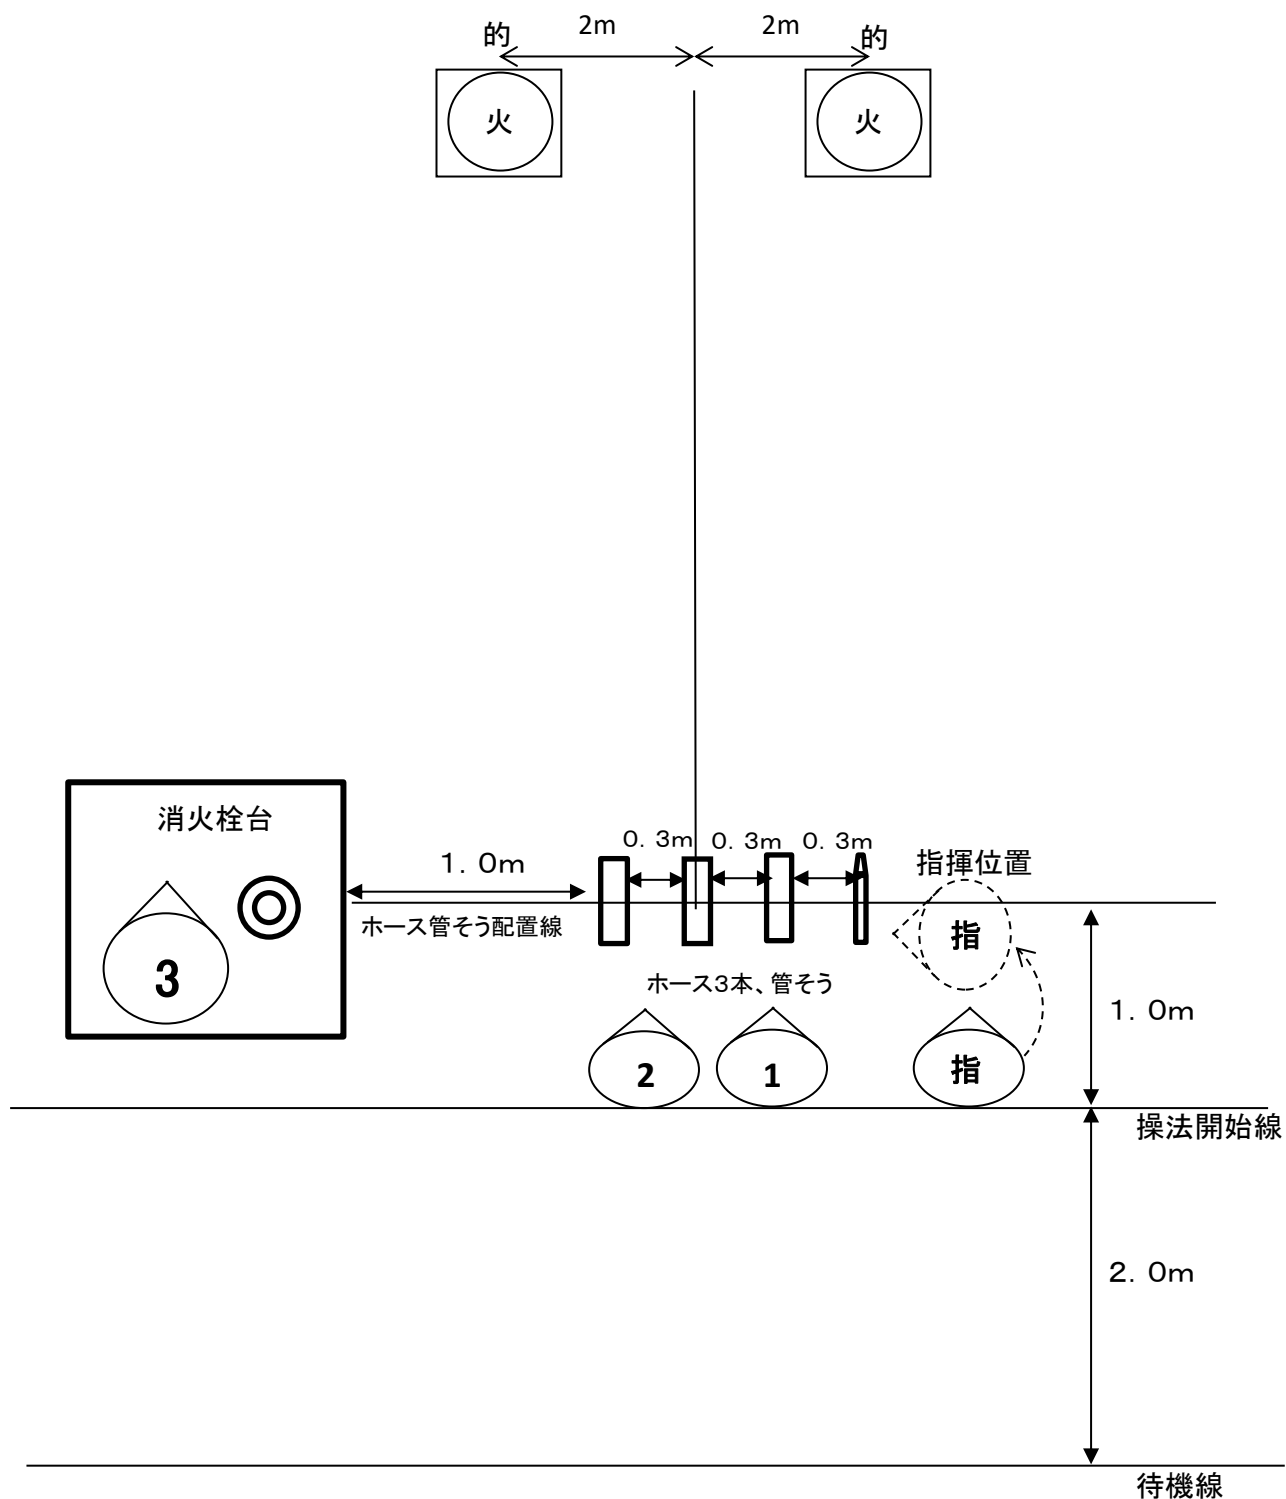 的 2m 2m 的
火 火
消火栓台
0.3m 0.3m 0.3m
1.0m
指揮位置
ホース管そう配置線
指
3
ホース3本、管そう
1.0m
2 1 指
操法開始線
2.0m
待機線